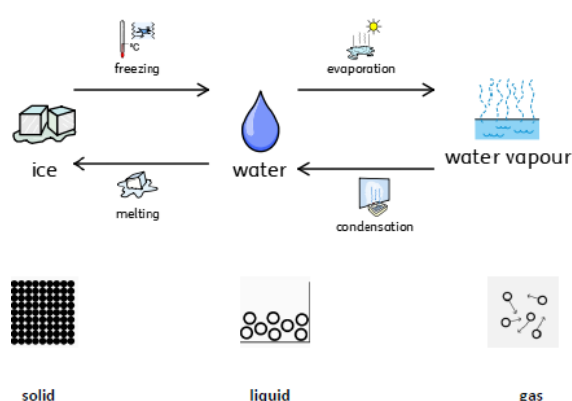 °C
freezing
evaporation
ice
water
water vapour
melting
condensation
solid
liquid
gas